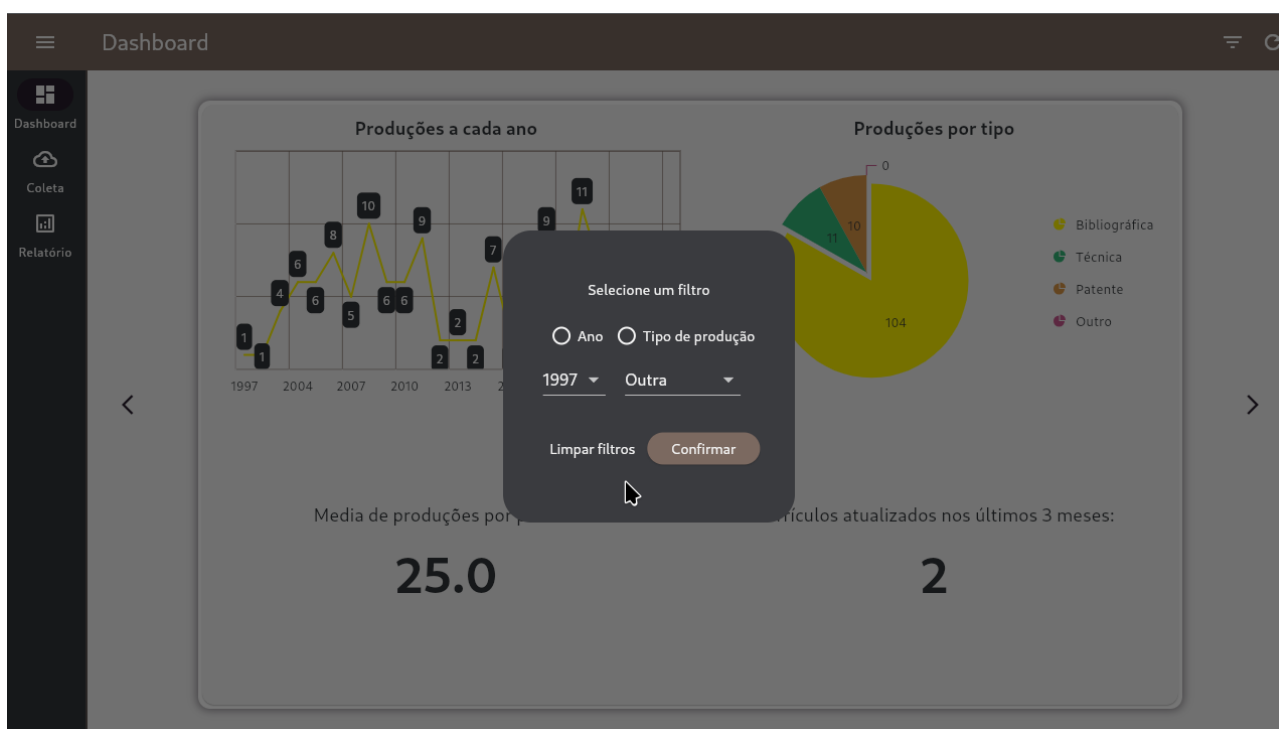 Dashboard
Dashboard
Coleta
Relatório
Produções a cada ano
11
10
9
9
8
7
6
6
6
6
5
4
2
2
2
1
1
1997 2004 2007 2010 2013 2
Produções por tipo
0
10
11
104
Bibliográfica
Técnica
Patente
Outro
Selecione um filtro
Ano Tipo de produção
1997 Outra
Limpar filtros Confirmar
Media de produções por
atualizados nos últimos 3 meses:
25.0
2